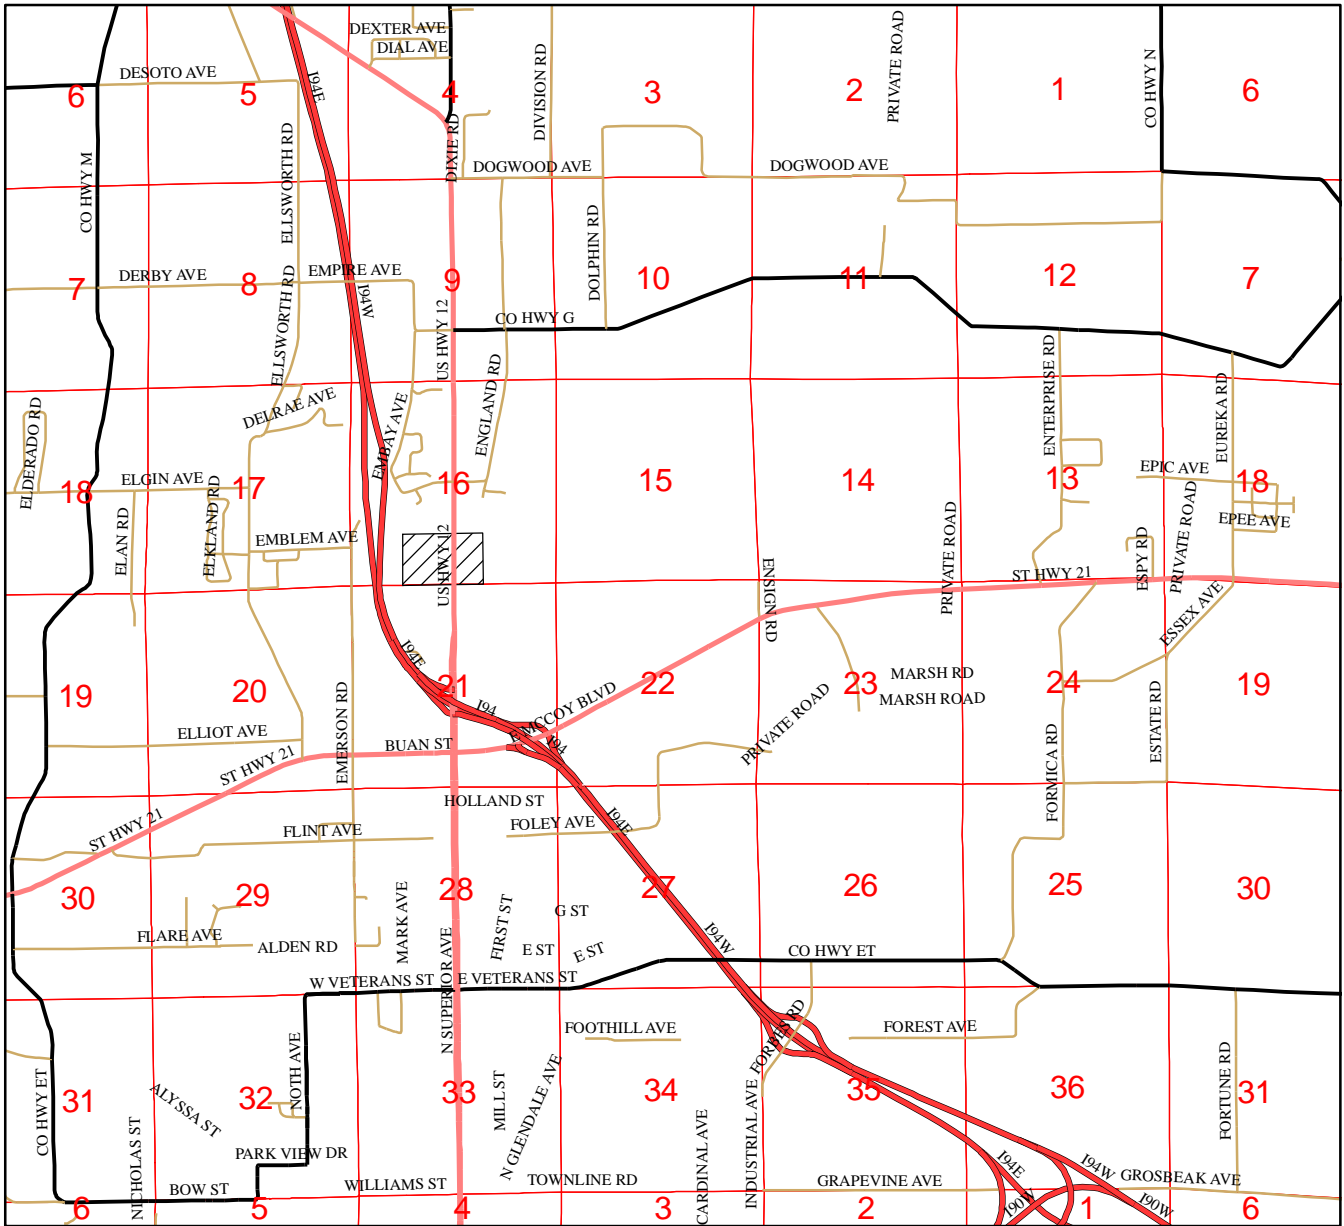 DEXTER AVE
DIAL AVE
DESOTO AVE
6
5
I94E
4
DIVISION RD
3
2
PRIVATE ROAD
1
CO HWY N
6
CO HWY M
ELLSWORTH RD
DIXIE RD
DOGWOOD AVE
DOGWOOD AVE
DERBY AVE
7
8
EMPIRE AVE
I94W
9
DOLPHIN RD
10
11
12
7
ELLSWORTH RD
US HWY 12
CO HWY G
ENGLAND RD
ENTERPRISE RD
EUREKA RD
DELRAE AVE
ELDERADO RD
EMBAY AVE
18
ELGIN AVE
17
16
15
14
13
EPIC AVE
18
ELAN RD
ELKLAND RD
EMBLEM AVE
US HWY 12
PRIVATE ROAD
ESPY RD
PRIVATE ROAD
EPEE AVE
ENSIGN RD
ST HWY 21
ESSEX AVE
I94E
19
20
21
22
23
MARSH RD
MARSH ROAD
24
19
EMERSON RD
I94
E MCCOY BLVD
PRIVATE ROAD
ESTATE RD
ELLIOT AVE
ST HWY 21
BUAN ST
I94
FORMICA RD
HOLLAND ST
ST HWY 21
FLINT AVE
FOLEY AVE
I94E
30
29
28
27
26
25
30
MARK AVE
FIRST ST
G ST
FLARE AVE
ALDEN RD
E ST
E ST
I94W
CO HWY ET
W VETERANS ST
E VETERANS ST
N SUPERIOR AVE
FOOTHILL AVE
FORBES RD
FOREST AVE
CO HWY ET
31
ALYSSA ST
32
NOTH AVE
33
MILL ST
N GLENDALE AVE
34
INDUSTRIAL AVE
35
36
FORTUNE RD
31
CARDINAL AVE
NICHOLAS ST
PARK VIEW DR
BOW ST
WILLIAMS ST
TOWNLINE RD
GRAPEVINE AVE
I94E
I94W
GROSBEAK AVE
I90W
I90W
6
5
4
3
2
1
6